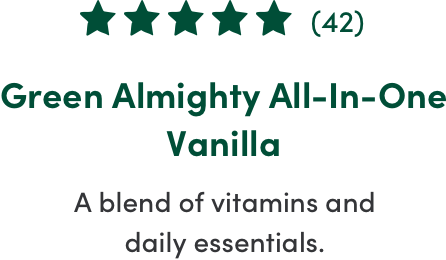 (42)
Green Almighty All-In-One
Vanilla
A blend of vitamins and
daily essentials.